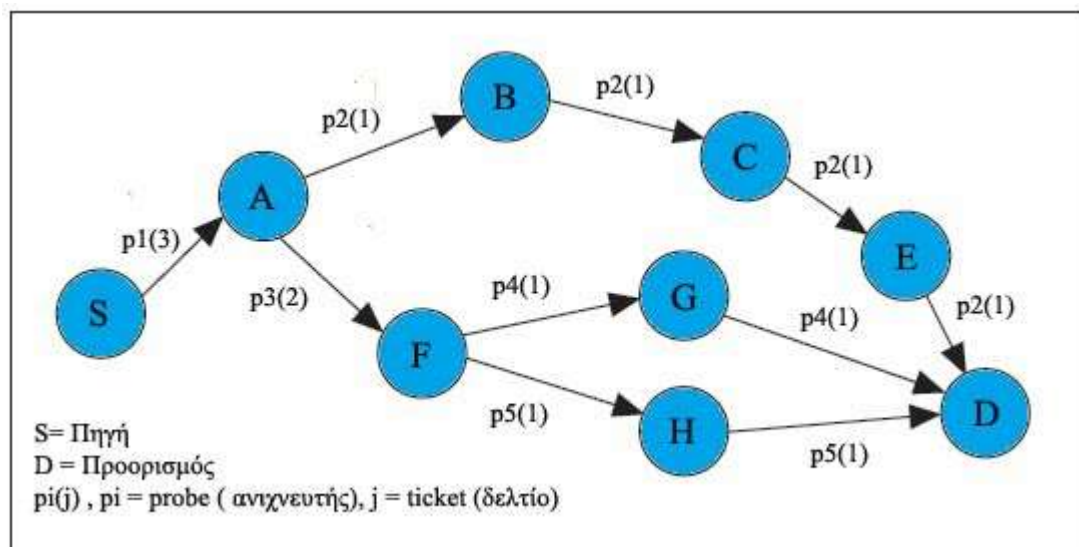 B
p2(1)
p2(1)
C
A
p2(1)
p1(3)
E
G
p3(2)
p4(1)
S
p4(1)
p2(1)
F
p5(1)
D
H
p5(1)
S= Πηγή
D = Προορισμός
pi(j) , pi = probe ( ανιχνευτής), j = ticket (δελτίο)